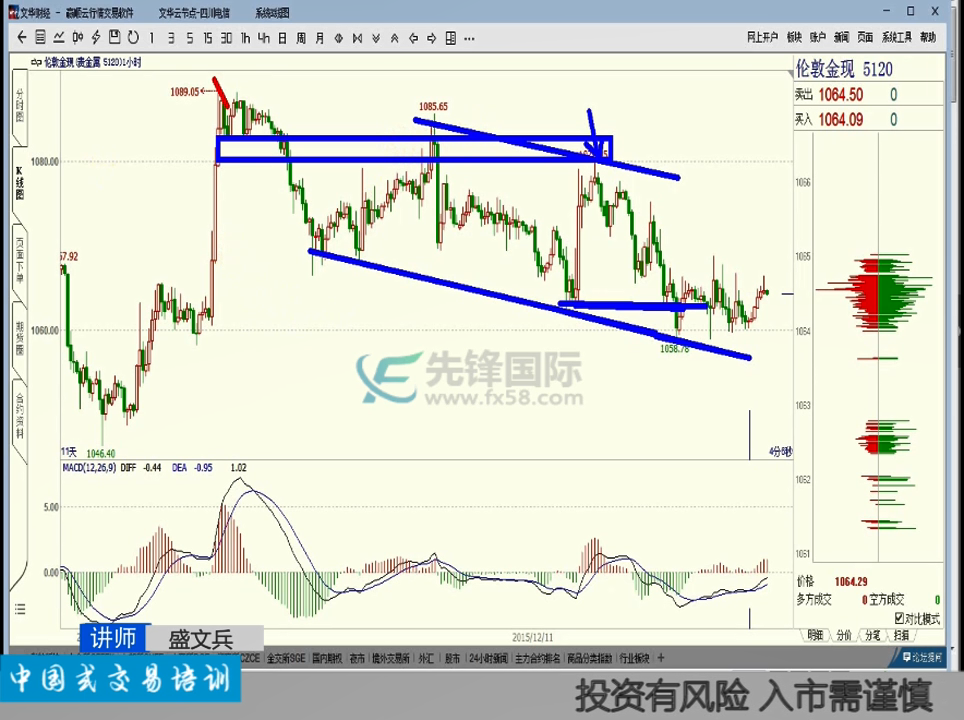 文华财经 - 赢顺云行情交易软件 文华云节点-四川电信 系统K线图
1 3 5 15 30 1h 4h 日 周 月
网上开户 板块 账户 新闻 页面 系统工具 帮助
伦敦金现 (贵金属 5120)1小时
伦敦金现 5120
卖出 1064.50 0
买入 1064.09 0
分时图
K线图
页面下单
期货圈
合约资料
1089.05
1085.65
1080.00
57.92
1060.00
1058.78
1046.40
11天
4分6秒
先锋国际
www.fx58.com
1066
1065
1064
1063
1062
1061
MACD(12,26,9) DIFF -0.44 DEA -0.95 1.02
5.00
0.00
2015/12/11
价格 1064.29
多方成交 0 空方成交 0
对比模式
明细 分价 分笔 扫描
CZCE 金交所SGE 国内期权 夜市 境外交易所 外汇 股市 24小时新闻 主力合约排名 商品分类指数 行业板块 +
论坛提问
讲师 盛文兵
中国式交易培训
投资有风险 入市需谨慎